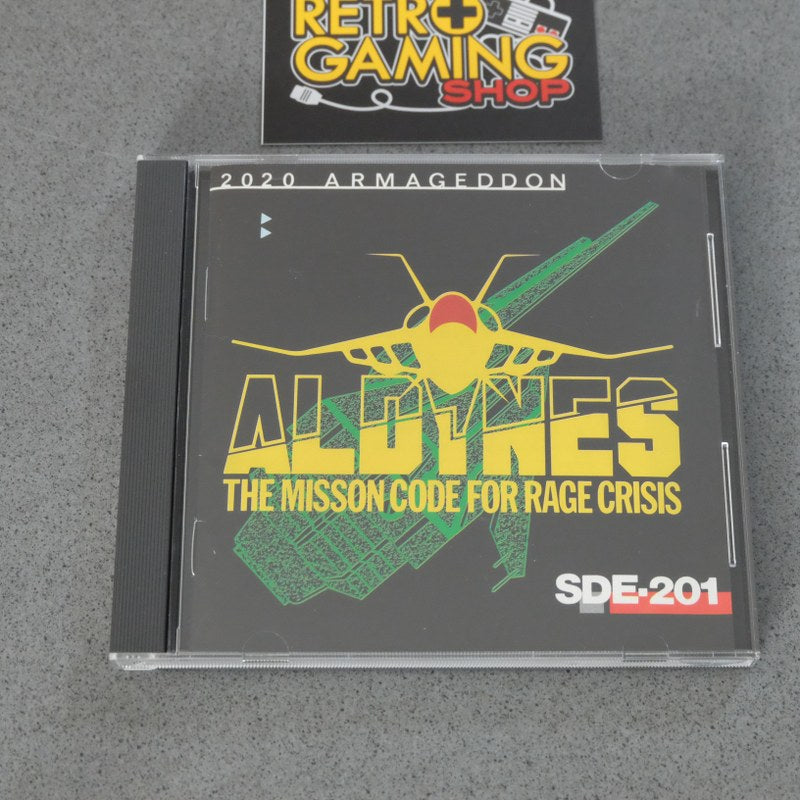 RETRO
GAMING
SHOP
2020 ARMAGEDDON
ALDYNES
THE MISSON CODE FOR RAGE CRISIS
SDE-201